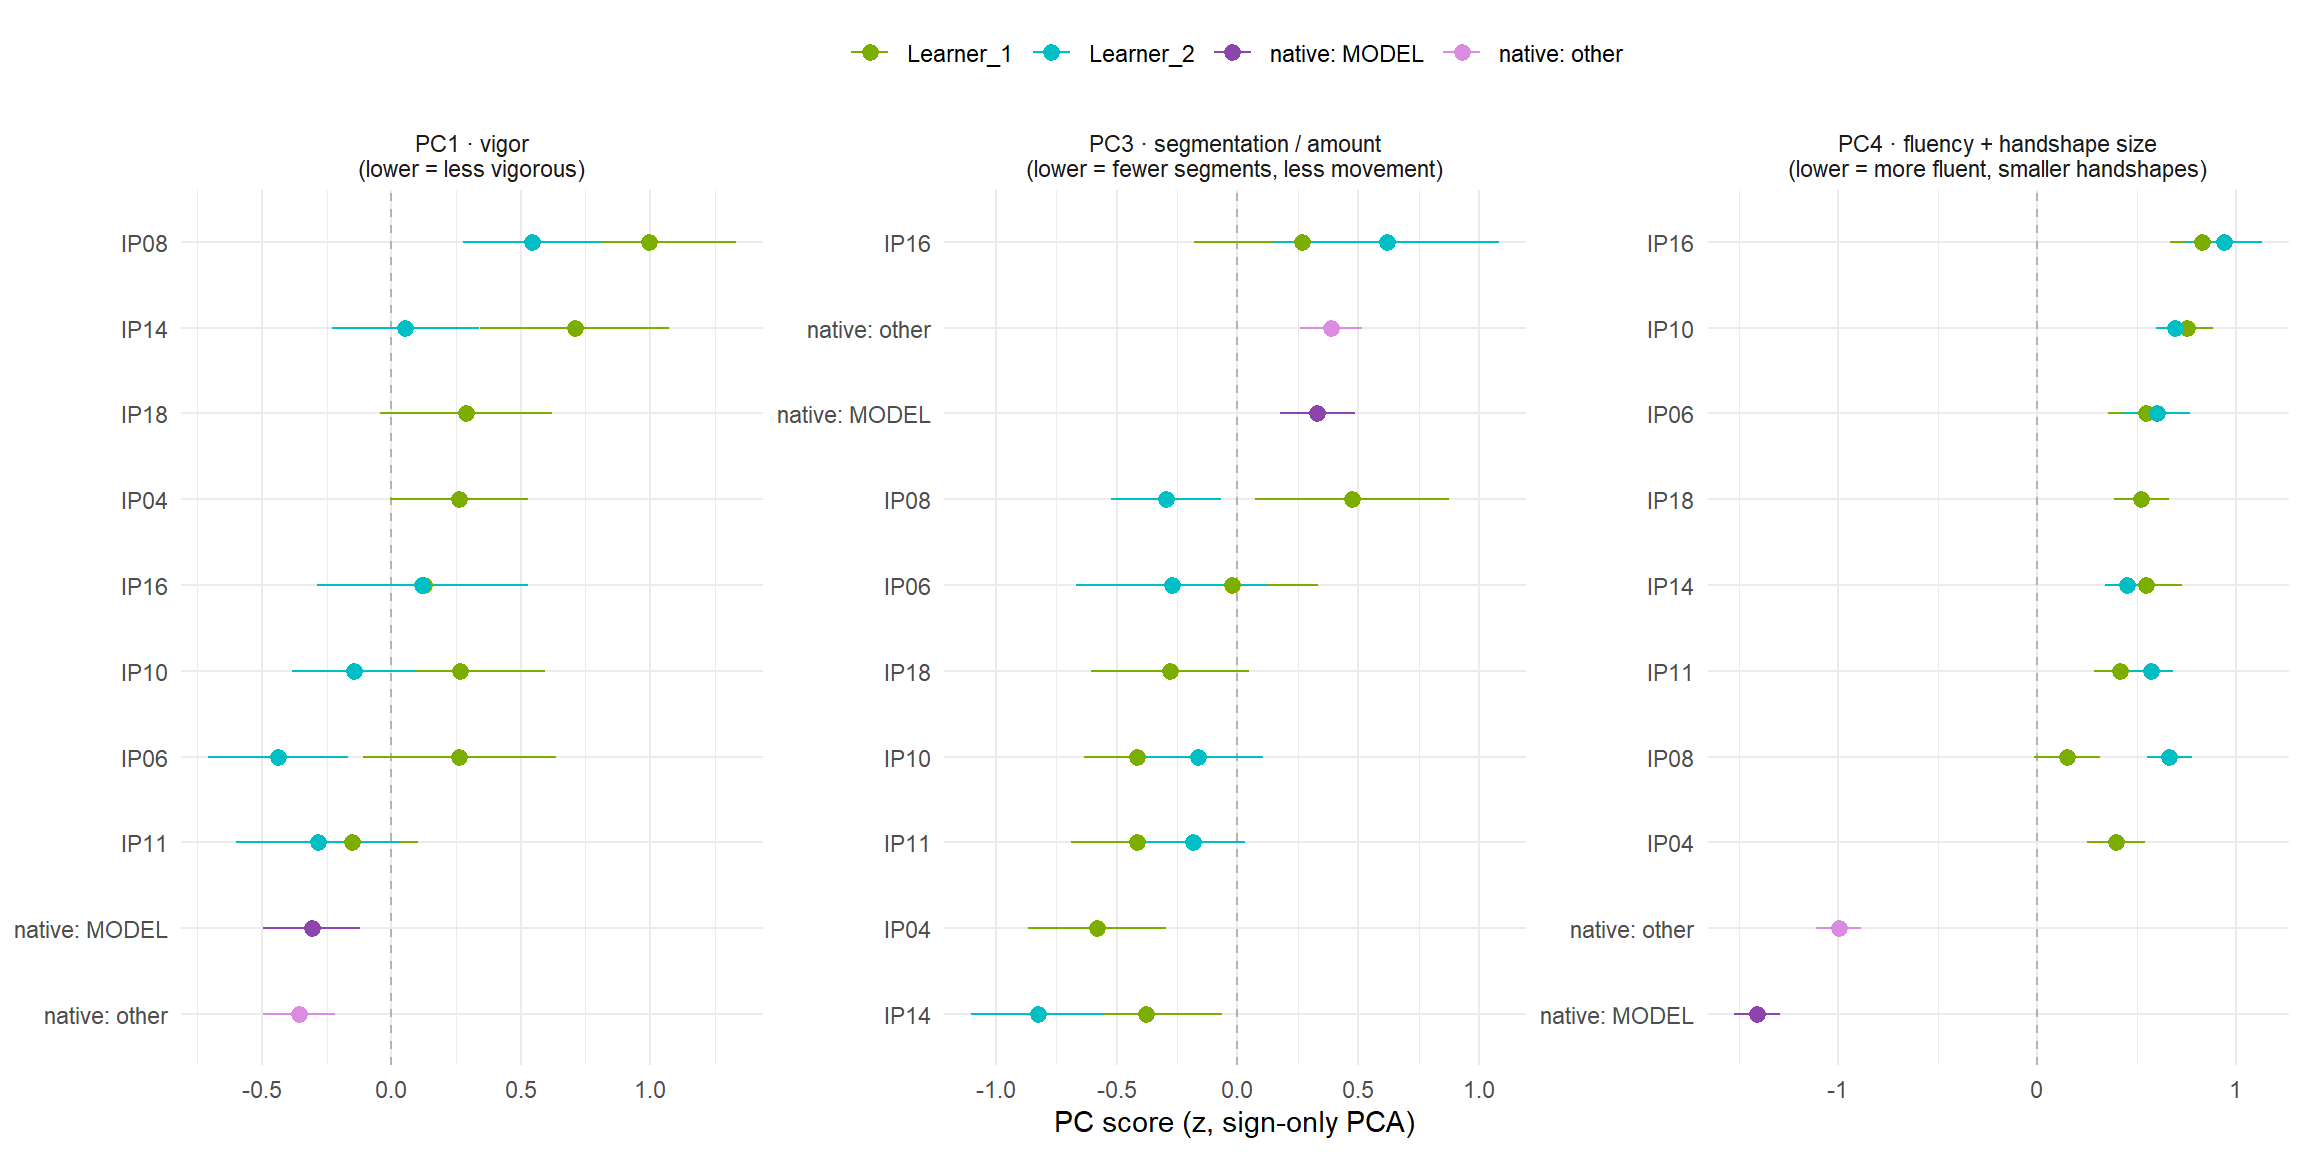 Learner_1 Learner_2 native: MODEL native: other
PC1 · vigor
(lower = less vigorous)
IP08
IP14
IP18
IP04
IP16
IP10
IP06
IP11
native: MODEL
native: other
-0.5 0.0 0.5 1.0
PC3 · segmentation / amount
(lower = fewer segments, less movement)
IP16
native: other
native: MODEL
IP08
IP06
IP18
IP10
IP11
IP04
IP14
-1.0 -0.5 0.0 0.5 1.0
PC4 · fluency + handshape size
(lower = more fluent, smaller handshapes)
IP16
IP10
IP06
IP18
IP14
IP11
IP08
IP04
native: other
native: MODEL
-1 0 1
PC score (z, sign-only PCA)